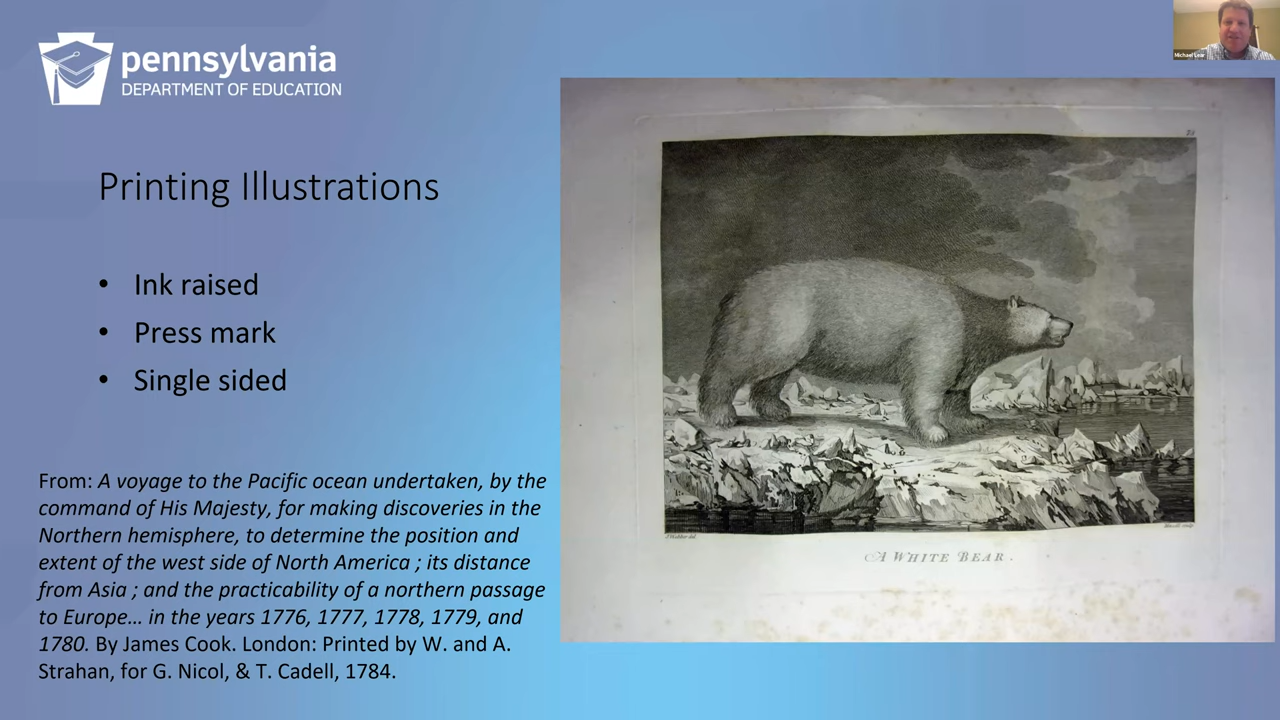 pennsylvania
DEPARTMENT OF EDUCATION
Michael Lear
Printing Illustrations
• Ink raised
• Press mark
• Single sided
From: A voyage to the Pacific ocean undertaken, by the
command of His Majesty, for making discoveries in the
Northern hemisphere, to determine the position and
extent of the west side of North America ; its distance
from Asia ; and the practicability of a northern passage
to Europe… in the years 1776, 1777, 1778, 1779, and
1780. By James Cook. London: Printed by W. and A.
Strahan, for G. Nicol, & T. Cadell, 1784.
J. Webber del.
A WHITE BEAR.